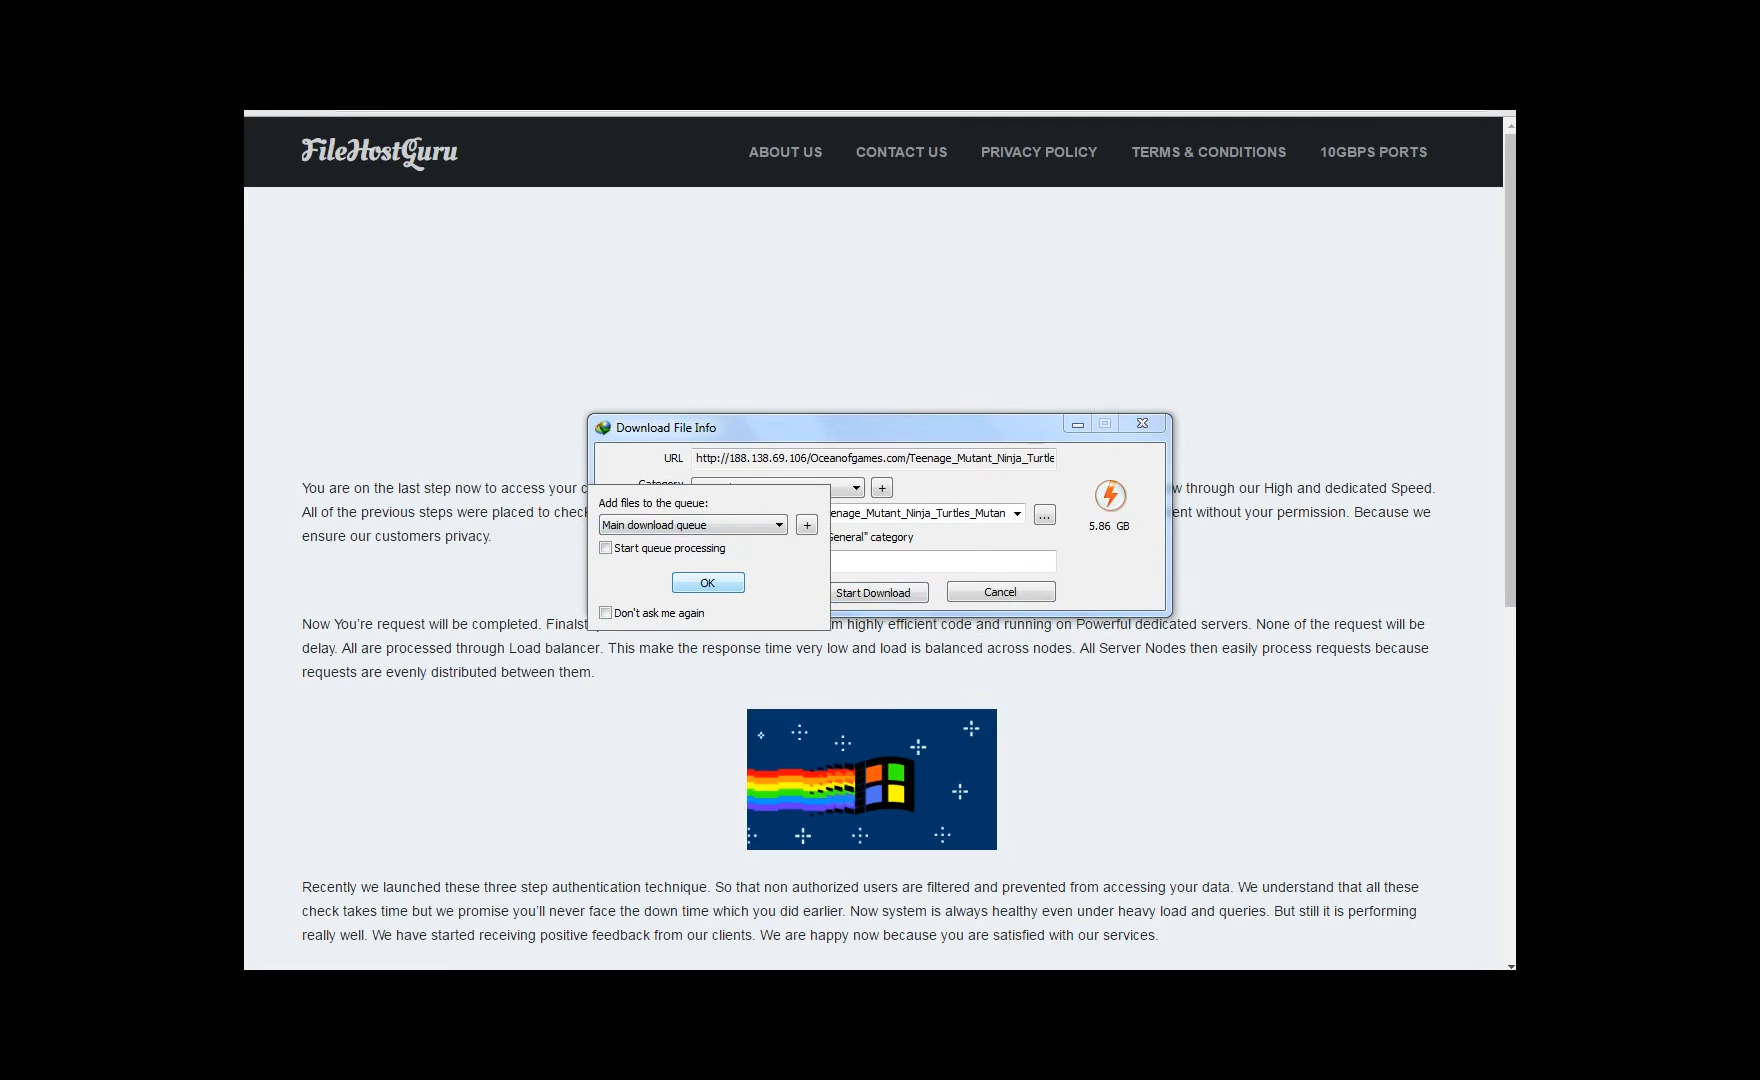 FileHostGuru
ABOUT US CONTACT US PRIVACY POLICY TERMS & CONDITIONS 10GBPS PORTS
Download File Info
URL http://188.138.69.106/Oceanofgames.com/Teenage_Mutant_Ninja_Turtle
Category
+
Add files to the queue:
Main download queue +
Start queue processing
OK
Don't ask me again
enage_Mutant_Ninja_Turtles_Mutan ...
5.86 GB
General" category
Start Download Cancel
You are on the last step now to access your w through our High and dedicated Speed.
All of the previous steps were placed to check ent without your permission. Because we
ensure our customers privacy.
Now You're request will be completed. Finalst m highly efficient code and running on Powerful dedicated servers. None of the request will be
delay. All are processed through Load balancer. This make the response time very low and load is balanced across nodes. All Server Nodes then easily process requests because
requests are evenly distributed between them.
Recently we launched these three step authentication technique. So that non authorized users are filtered and prevented from accessing your data. We understand that all these
check takes time but we promise you'll never face the down time which you did earlier. Now system is always healthy even under heavy load and queries. But still it is performing
really well. We have started receiving positive feedback from our clients. We are happy now because you are satisfied with our services.